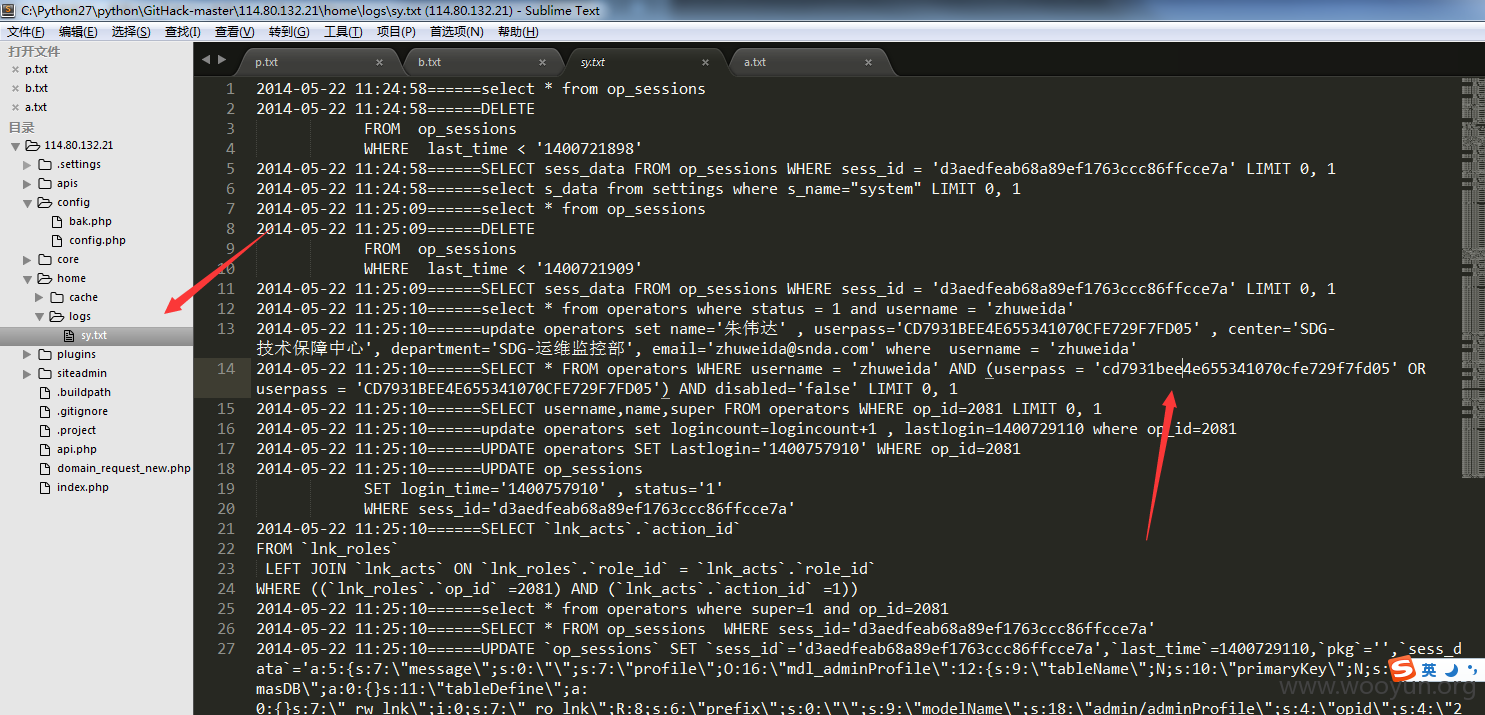 C:\Python27\python\GitHack-master\114.80.132.21\home\logs\sy.txt (114.80.132.21) - Sublime Text
文件(F) 编辑(E) 选择(S) 查找(I) 查看(V) 转到(G) 工具(T) 项目(P) 首选项(N) 帮助(H)
打开文件
× p.txt
× b.txt
× a.txt
目录
114.80.132.21
.settings
apis
config
bak.php
config.php
core
home
cache
logs
sy.txt
plugins
siteadmin
.buildpath
.gitignore
.project
api.php
domain_request_new.php
index.php
p.txt × b.txt × sy.txt × a.txt ×
1 2014-05-22 11:24:58======select * from op_sessions
2 2014-05-22 11:24:58======DELETE
3 FROM  op_sessions
4 WHERE  last_time < '1400721898'
5 2014-05-22 11:24:58======SELECT sess_data FROM op_sessions WHERE sess_id = 'd3aedfeab68a89ef1763ccc86ffcce7a' LIMIT 0, 1
6 2014-05-22 11:24:58======select s_data from settings where s_name="system" LIMIT 0, 1
7 2014-05-22 11:25:09======select * from op_sessions
8 2014-05-22 11:25:09======DELETE
9 FROM  op_sessions
10 WHERE  last_time < '1400721909'
11 2014-05-22 11:25:09======SELECT sess_data FROM op_sessions WHERE sess_id = 'd3aedfeab68a89ef1763ccc86ffcce7a' LIMIT 0, 1
12 2014-05-22 11:25:10======select * from operators where status = 1 and username = 'zhuweida'
13 2014-05-22 11:25:10======update operators set name='朱伟达' , userpass='CD7931BEE4E655341070CFE729F7FD05' , center='SDG-
技术保障中心', department='SDG-运维监控部', email='zhuweida@snda.com' where  username = 'zhuweida'
14 2014-05-22 11:25:10======SELECT * FROM operators WHERE username = 'zhuweida' AND (userpass = 'cd7931bee4e655341070cfe729f7fd05' OR
userpass = 'CD7931BEE4E655341070CFE729F7FD05') AND disabled='false' LIMIT 0, 1
15 2014-05-22 11:25:10======SELECT username,name,super FROM operators WHERE op_id=2081 LIMIT 0, 1
16 2014-05-22 11:25:10======update operators set logincount=logincount+1 , lastlogin=1400729110 where op_id=2081
17 2014-05-22 11:25:10======UPDATE operators SET Lastlogin='1400757910' WHERE op_id=2081
18 2014-05-22 11:25:10======UPDATE op_sessions
19 SET login_time='1400757910' , status='1'
20 WHERE sess_id='d3aedfeab68a89ef1763ccc86ffcce7a'
21 2014-05-22 11:25:10======SELECT `lnk_acts`.`action_id`
22 FROM `lnk_roles`
23 LEFT JOIN `lnk_acts` ON `lnk_roles`.`role_id` = `lnk_acts`.`role_id`
24 WHERE ((`lnk_roles`.`op_id` =2081) AND (`lnk_acts`.`action_id` =1))
25 2014-05-22 11:25:10======select * from operators where super=1 and op_id=2081
26 2014-05-22 11:25:10======SELECT * FROM op_sessions  WHERE sess_id='d3aedfeab68a89ef1763ccc86ffcce7a'
27 2014-05-22 11:25:10======UPDATE `op_sessions` SET `sess_id`='d3aedfeab68a89ef1763ccc86ffcce7a',`last_time`=1400729110,`pkg`='',`sess_d
ata`='a:5:{s:7:\"message\";s:0:\"\";s:7:\"profile\";O:16:\"mdl_adminProfile\":12:{s:9:\"tableName\";N;s:10:\"primaryKey\";N;s:
masDB\";a:0:{}s:11:\"tableDefine\";a:
0:{}s:7:\"_rw_lnk\";i:0;s:7:\"_ro_lnk\";R:8;s:6:\"prefix\";s:0:\"\";s:9:\"modelName\";s:18:\"admin/adminProfile\";s:4:\"opid\";s:4:\"2
英
www.wooyun.org